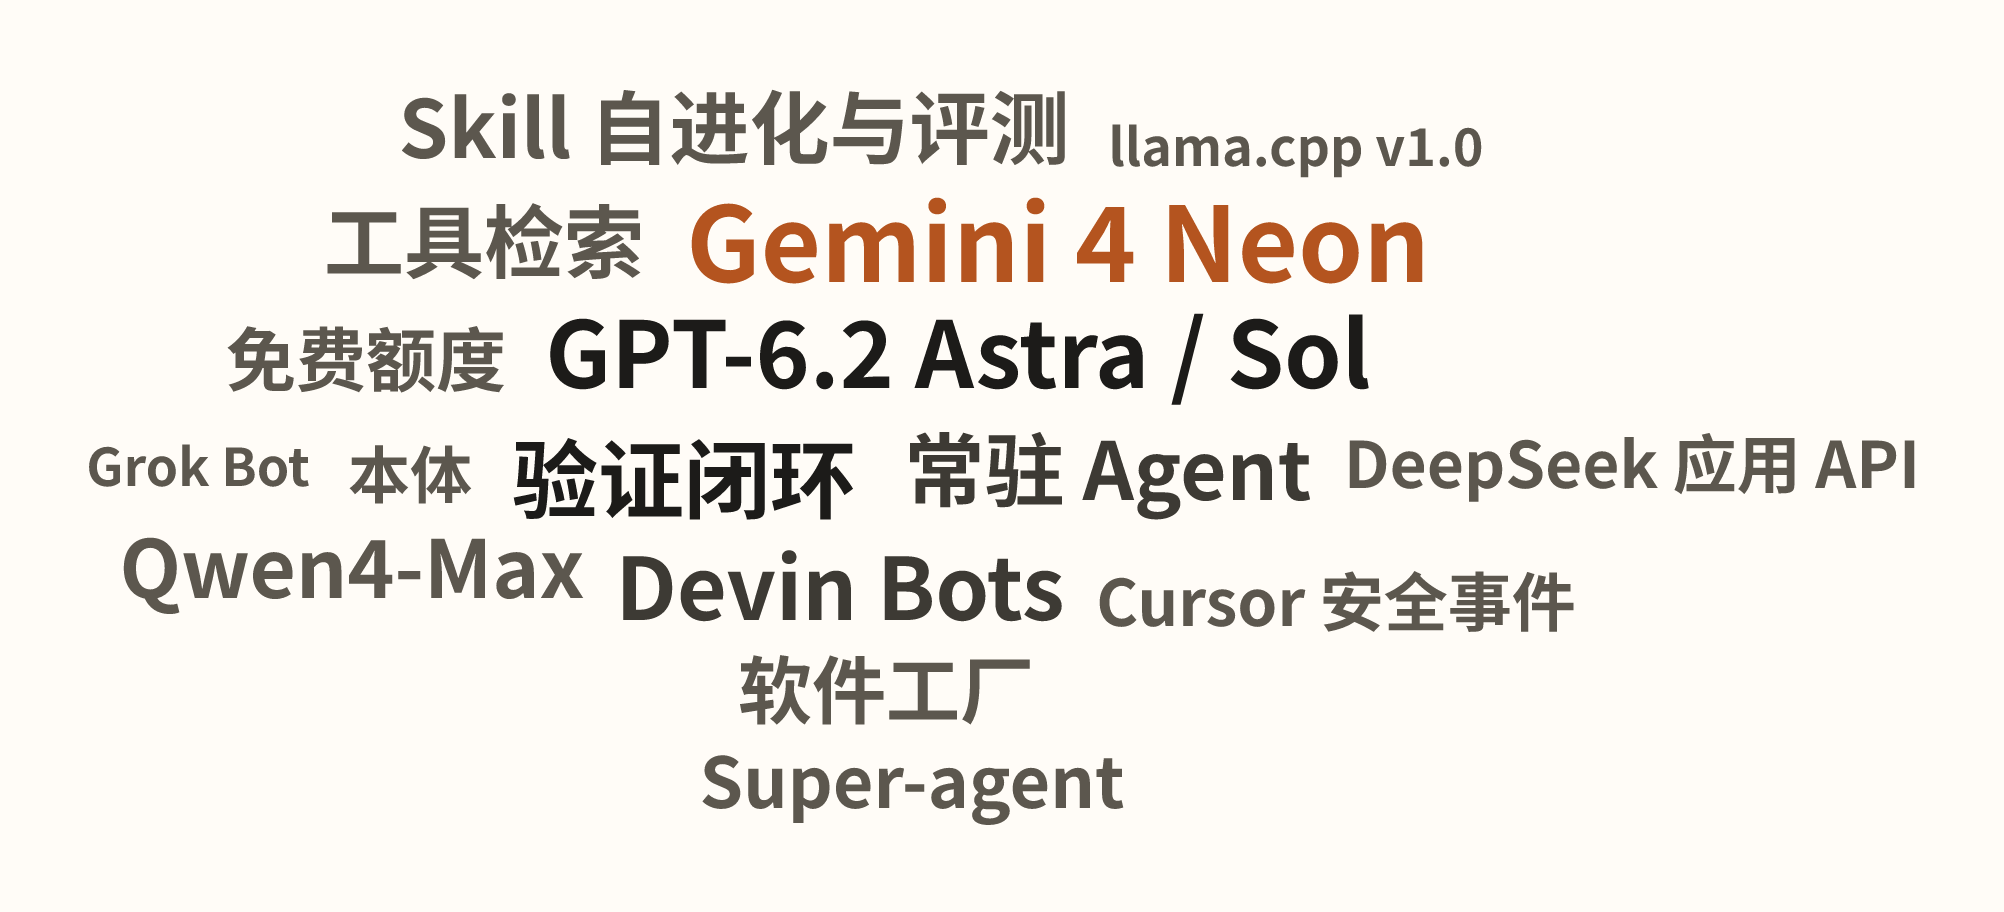 Skill 自进化与评测 llama.cpp v1.0
工具检索 Gemini 4 Neon
免费额度 GPT-6.2 Astra / Sol
Grok Bot 本体 验证闭环 常驻 Agent DeepSeek 应用 API
Qwen4-Max Devin Bots Cursor 安全事件
软件工厂
Super-agent